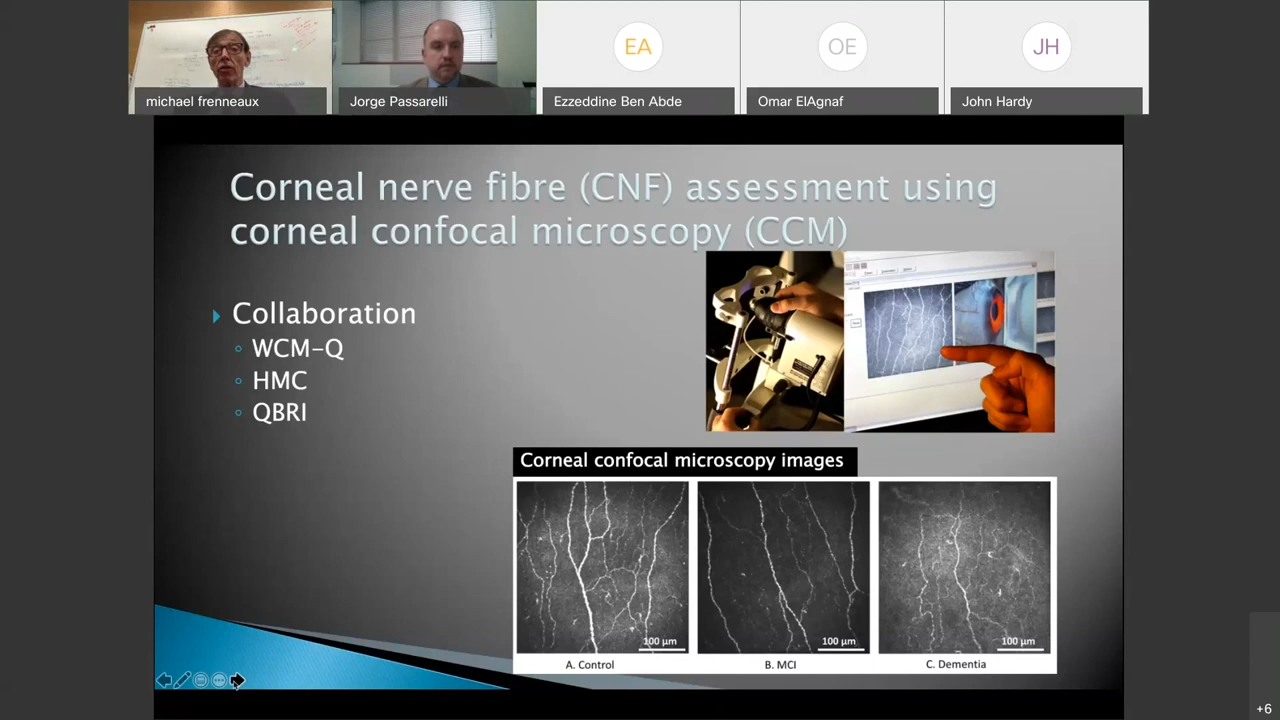 EA
OE
JH
michael frenneaux
Jorge Passarelli
Ezzeddine Ben Abde
Omar ElAgnaf
John Hardy
Corneal nerve fibre (CNF) assessment using
corneal confocal microscopy (CCM)
Collaboration
WCM-Q
HMC
QBRI
Corneal confocal microscopy images
100 µm
100 µm
100 µm
A. Control
B. MCI
C. Dementia
+6